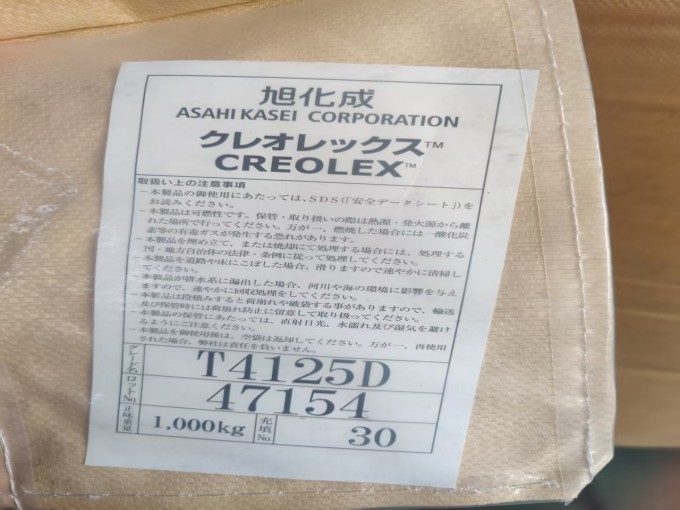 旭化成
ASAHI KASEI CORPORATION
クレオレックス™
CREOLEX™
取扱い上の注意事項
－本製品の御使用にあたっては、SDS(「安全データシート」)を
お読みください。
－本製品は可燃性です。保管・取り扱いの際は熱源・発火源から離
れた場所で行ってください。万が一、燃焼した場合には一酸化炭
素等の有毒ガスが発生する恐れがあります。
－本製品を埋め立て、または焼却にて処理する場合には、処理する
国・地方自治体の法律・条例に従って処理してください。
－本製品を道路や床にこぼした場合、滑りますので速やかに清掃し
てください。
－本製品が排水系に漏出した場合、河川や海の環境に影響を与え
ますので、速やかに回収処理をしてください。
－本製品は段積みすると荷崩れや破袋する事がありますので、輸送
及び保管時には荷崩れ防止に留意して取り扱ってください。
－本製品の保管にあたっては、直射日光、水濡れ及び湿気を避け
るようにご注意ください。
－本製品を御使用後は、空袋は返却してください。万が一、再使用
された場合、弊社は責任を負いません。
グレード名 T4125D
ロットNo. 47154
正味重量 1,000kg 充填No. 30